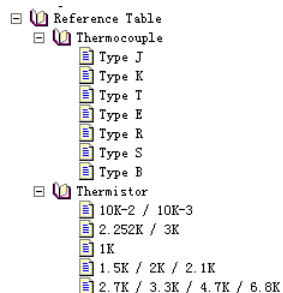 Reference Table
Thermocouple
Type J
Type K
Type T
Type E
Type R
Type S
Type B
Thermistor
10K-2 / 10K-3
2.252K / 3K
1K
1.5K / 2K / 2.1K
2.7K / 3.3K / 4.7K / 6.8K